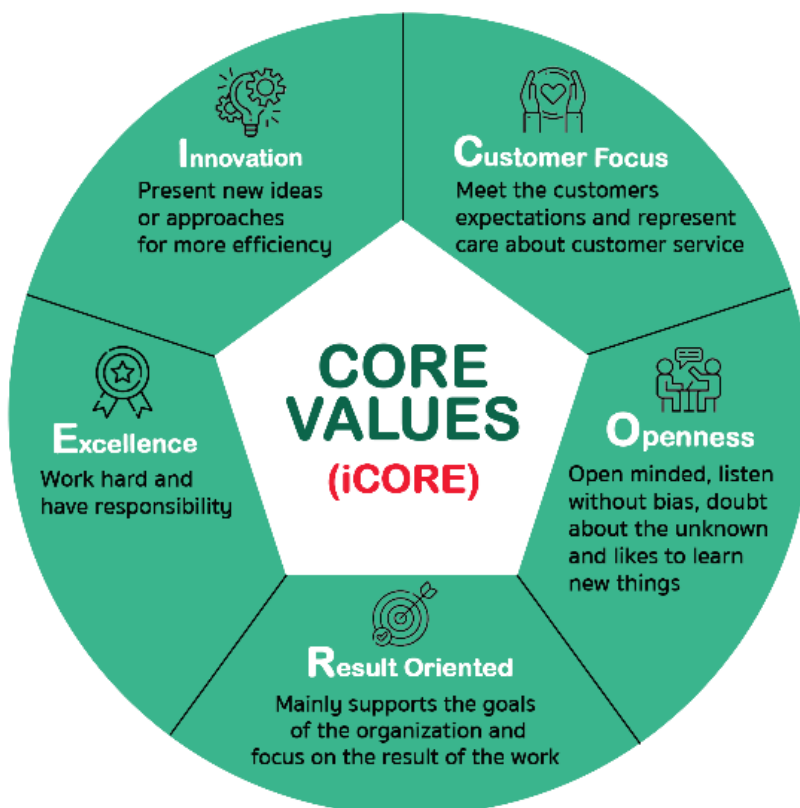 Innovation
Present new ideas
or approaches
for more efficiency
Customer Focus
Meet the customers
expectations and represent
care about customer service
CORE
VALUES
(iCORE)
Openness
Open minded, listen
without bias, doubt
about the unknown
and likes to learn
new things
Result Oriented
Mainly supports the goals
of the organization and
focus on the result of the work
Excellence
Work hard and
have responsibility